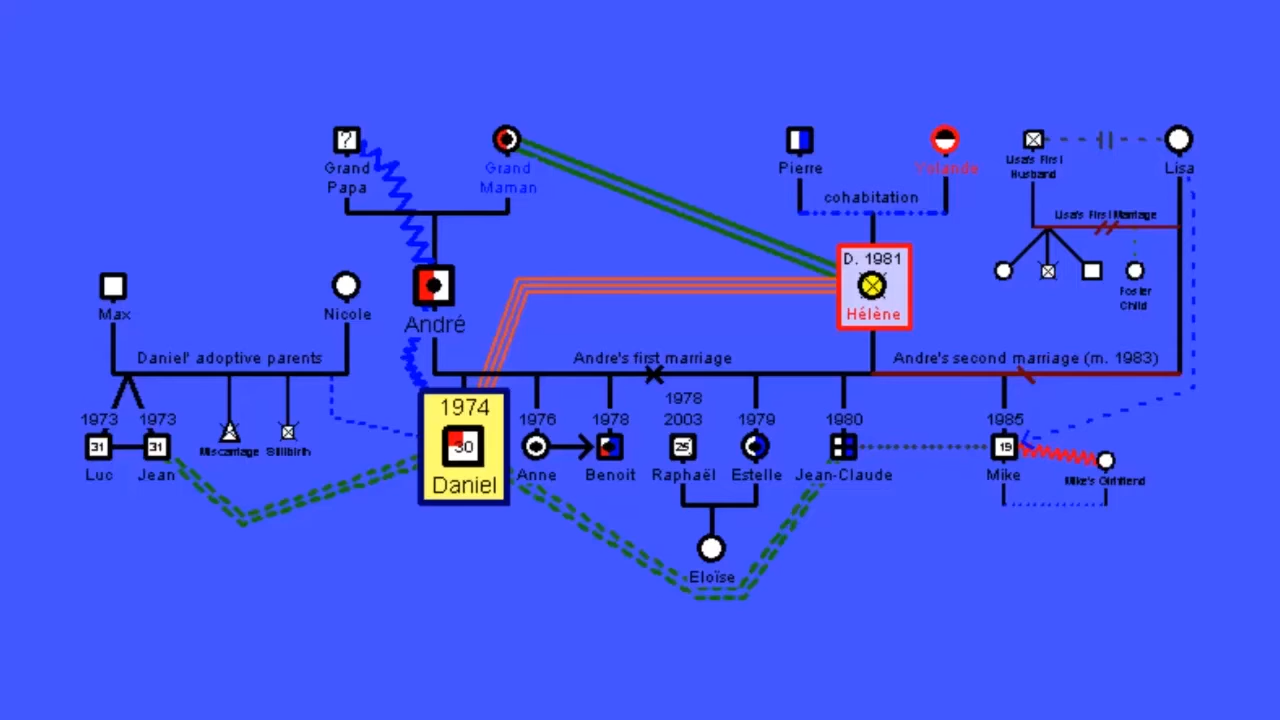 ?
Grand
Papa
Grand
Maman
Pierre
Yolande
cohabitation
Lisa's First
Husband
Lisa
Lisa's First Marriage
D. 1981
Hélène
Foster
Child
Max
Nicole
André
Daniel' adoptive parents
Andre's first marriage
Andre's second marriage (m. 1983)
1973
31
Luc
1973
31
Jean
Miscarriage
Stillbirth
1974
30
Daniel
1976
Anne
1978
Benoit
1978
2003
25
Raphaël
1979
Estelle
1980
Jean-Claude
1985
19
Mike
Mike's Girlfriend
Eloïse